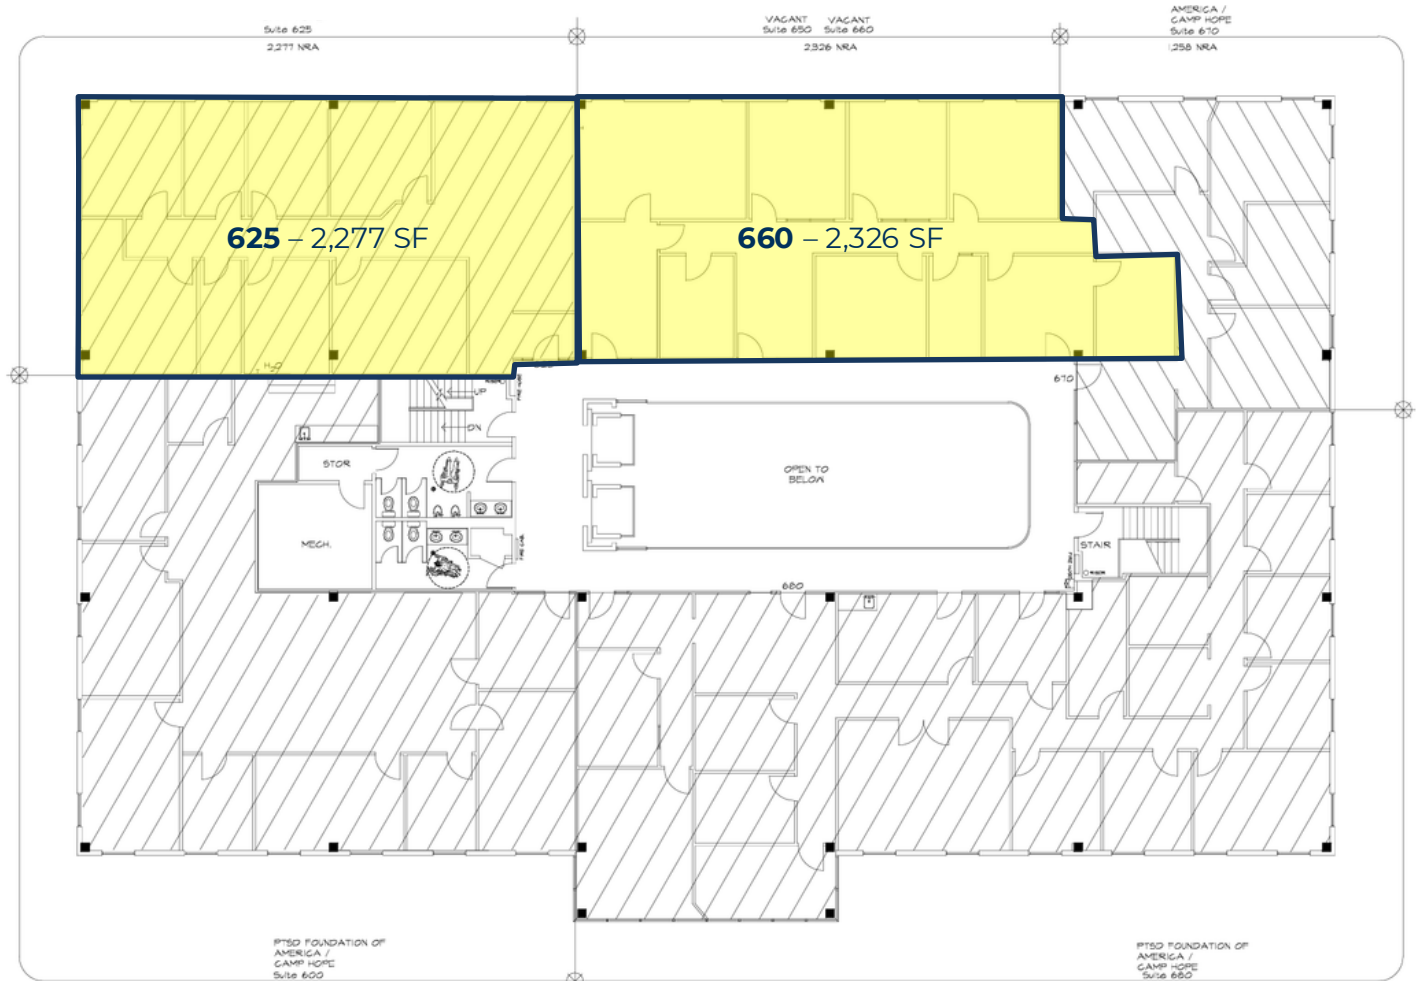 Suite 625
2,277 NRA
VACANT VACANT
Suite 650 Suite 660
2,326 NRA
AMERICA /
CAMP HOPE
Suite 670
1,258 NRA
625 – 2,277 SF
660 – 2,326 SF
H2O
UP
DN
670
STOR
MECH.
OPEN TO
BELOW
STAIR
680
PTSD FOUNDATION OF
AMERICA /
CAMP HOPE
Suite 600
PTSD FOUNDATION OF
AMERICA /
CAMP HOPE
Suite 680